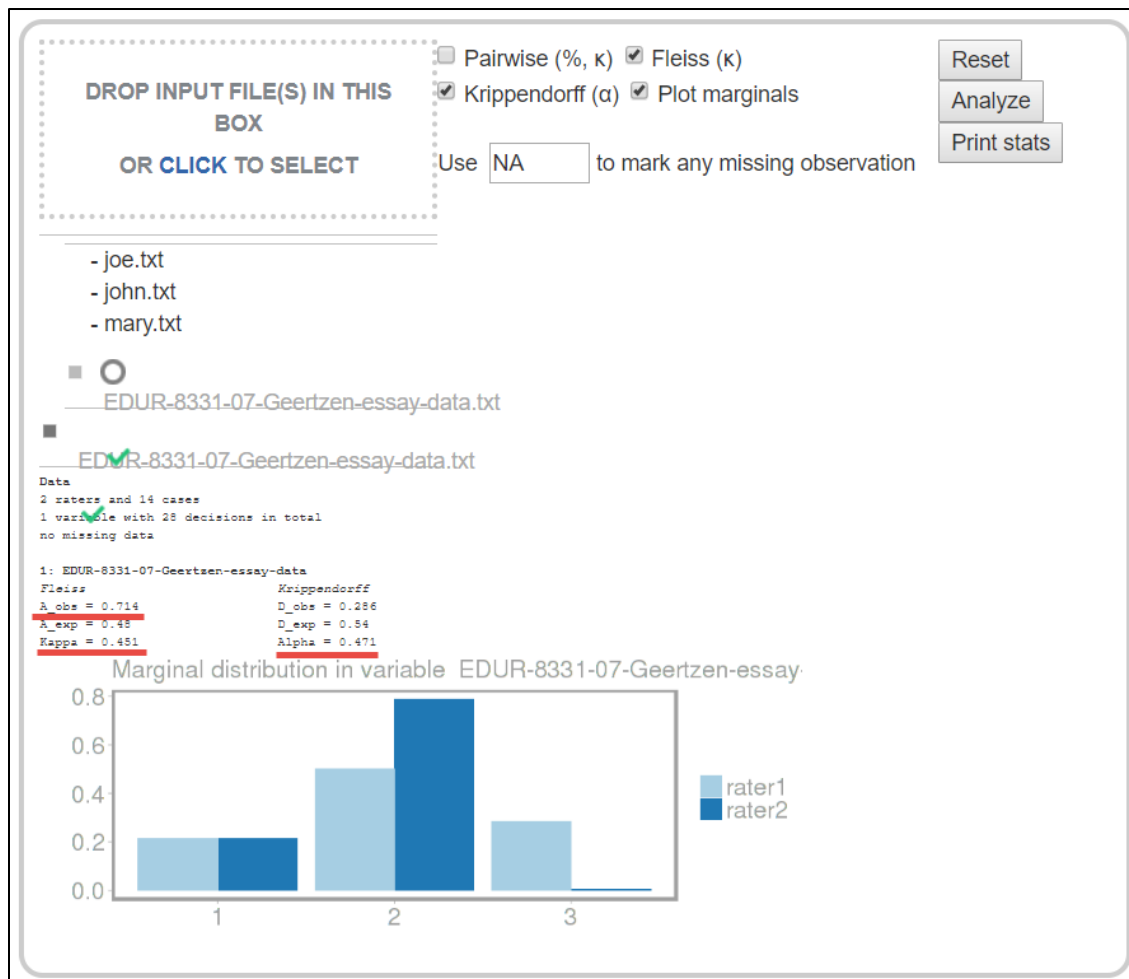 DROP INPUT FILE(S) IN THIS
BOX
OR CLICK TO SELECT
Pairwise (%, κ) Fleiss (κ)
Krippendorff (α) Plot marginals
Use NA to mark any missing observation
Reset
Analyze
Print stats
- joe.txt
- john.txt
- mary.txt
EDUR-8331-07-Geertzen-essay-data.txt
EDUR-8331-07-Geertzen-essay-data.txt
Data
2 raters and 14 cases
1 variable with 28 decisions in total
no missing data
1: EDUR-8331-07-Geertzen-essay-data
Fleiss Krippendorff
A_obs = 0.714 D_obs = 0.286
A_exp = 0.48 D_exp = 0.54
Kappa = 0.451 Alpha = 0.471
Marginal distribution in variable EDUR-8331-07-Geertzen-essay-
0.8
0.6
0.4
0.2
0.0
1 2 3
rater1
rater2